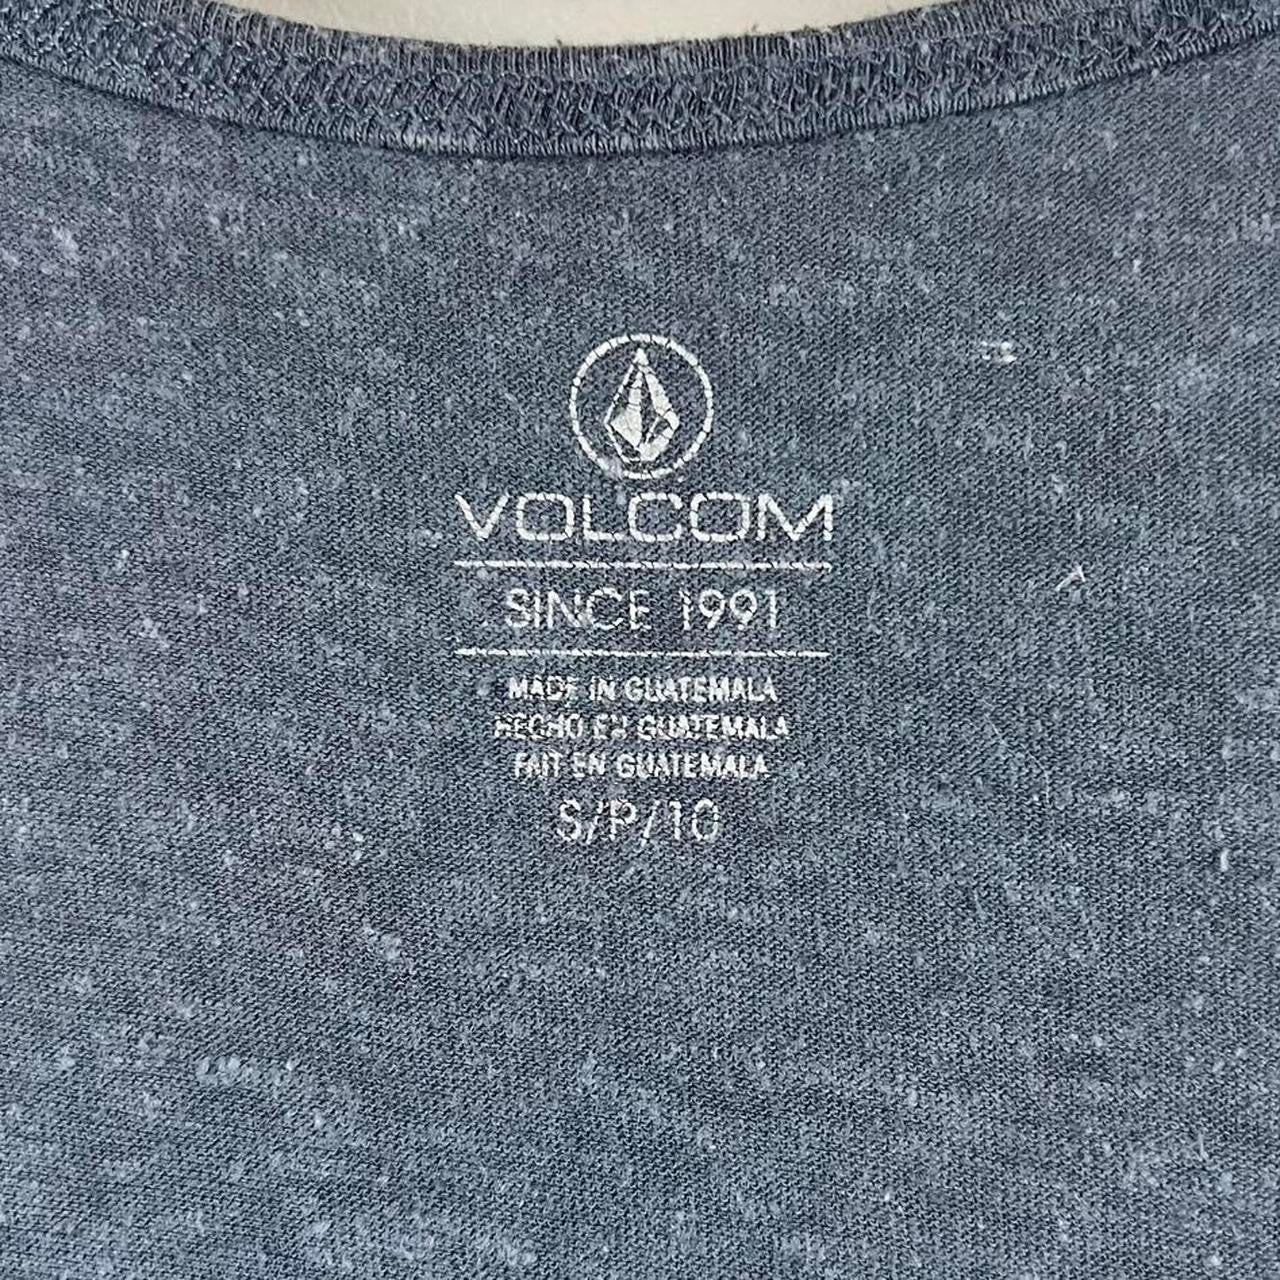 VOLCOM
SINCE 1991
MADE IN GUATEMALA
HECHO EN GUATEMALA
FAIT EN GUATEMALA
S/P/10